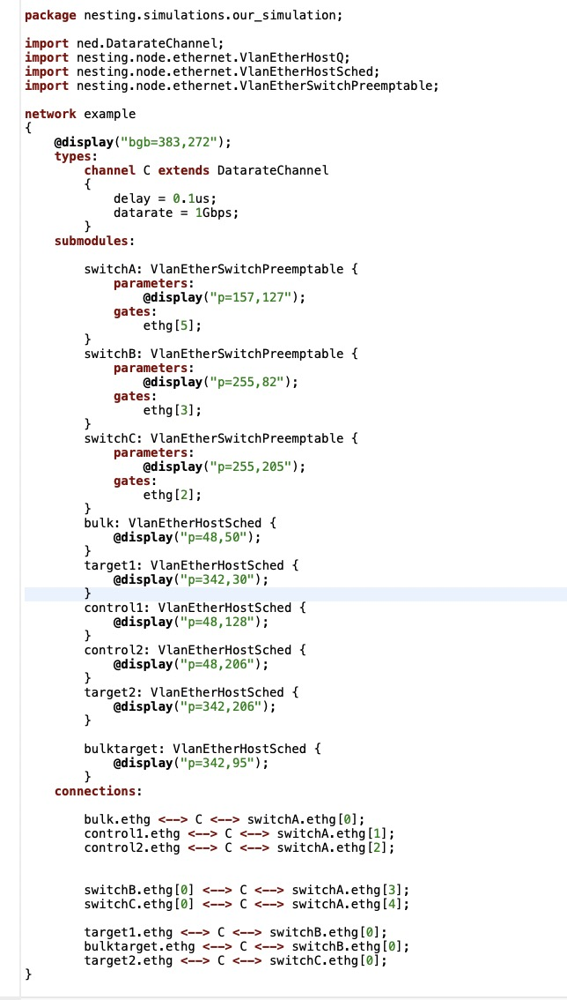 package nesting.simulations.our_simulation;
import ned.DatarateChannel;
import nesting.node.ethernet.VlanEtherHostQ;
import nesting.node.ethernet.VlanEtherHostSched;
import nesting.node.ethernet.VlanEtherSwitchPreemptable;
network example
{
@display("bgb=383,272");
types:
channel C extends DatarateChannel
{
delay = 0.1us;
datarate = 1Gbps;
}
submodules:
switchA: VlanEtherSwitchPreemptable {
parameters:
@display("p=157,127");
gates:
ethg[5];
}
switchB: VlanEtherSwitchPreemptable {
parameters:
@display("p=255,82");
gates:
ethg[3];
}
switchC: VlanEtherSwitchPreemptable {
parameters:
@display("p=255,205");
gates:
ethg[2];
}
bulk: VlanEtherHostSched {
@display("p=48,50");
}
target1: VlanEtherHostSched {
@display("p=342,30");
}
control1: VlanEtherHostSched {
@display("p=48,128");
}
control2: VlanEtherHostSched {
@display("p=48,206");
}
target2: VlanEtherHostSched {
@display("p=342,206");
}
bulktarget: VlanEtherHostSched {
@display("p=342,95");
}
connections:
bulk.ethg <--> C <--> switchA.ethg[0];
control1.ethg <--> C <--> switchA.ethg[1];
control2.ethg <--> C <--> switchA.ethg[2];
switchB.ethg[0] <--> C <--> switchA.ethg[3];
switchC.ethg[0] <--> C <--> switchA.ethg[4];
target1.ethg <--> C <--> switchB.ethg[0];
bulktarget.ethg <--> C <--> switchB.ethg[0];
target2.ethg <--> C <--> switchC.ethg[0];
}